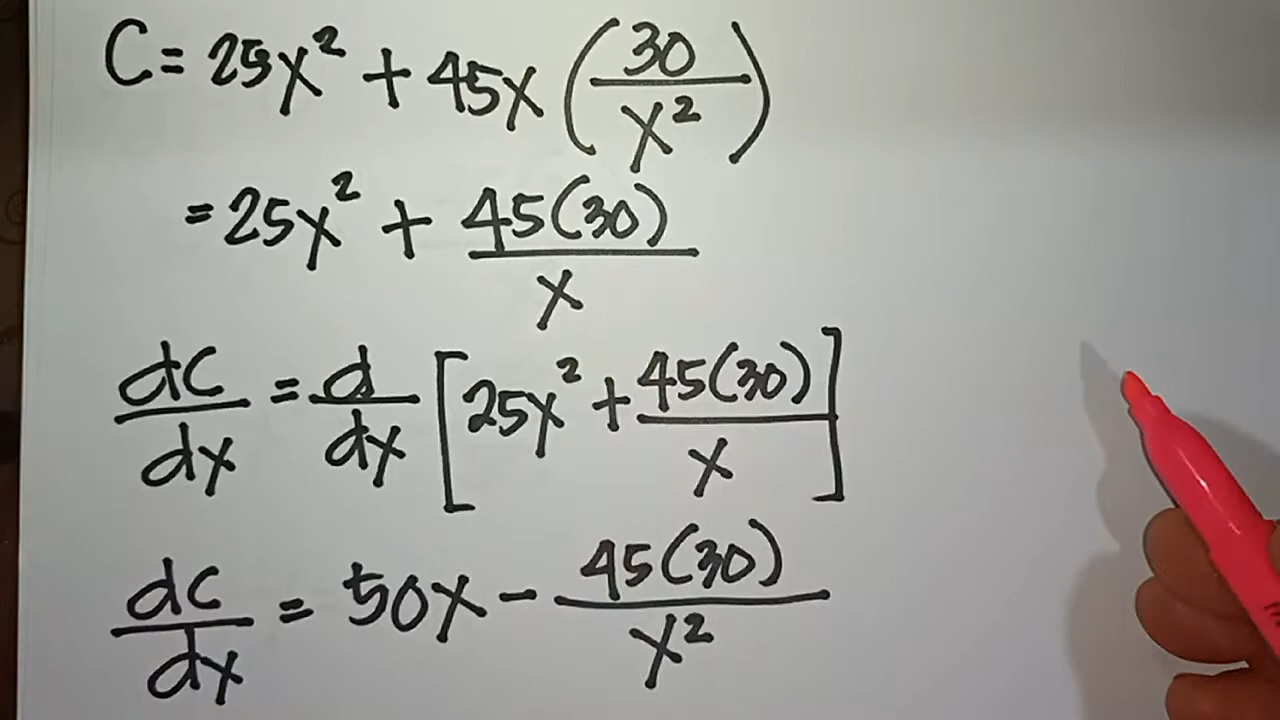 C = 25x² + 45x (30/x²)
= 25x² + 45(30)/x
dC/dx = d/dx [25x² + 45(30)/x]
dC/dx = 50x - 45(30)/x²